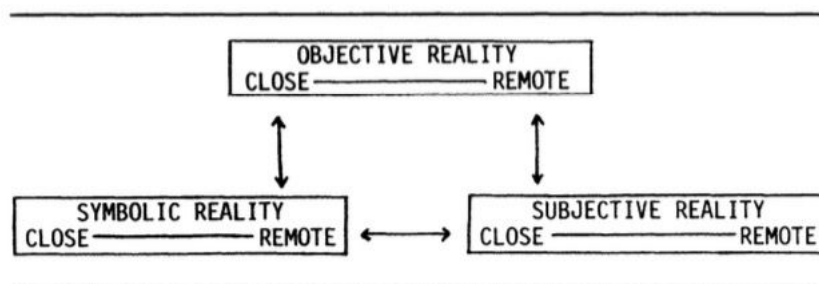 OBJECTIVE REALITY
CLOSE REMOTE
SYMBOLIC REALITY
CLOSE REMOTE
SUBJECTIVE REALITY
CLOSE REMOTE